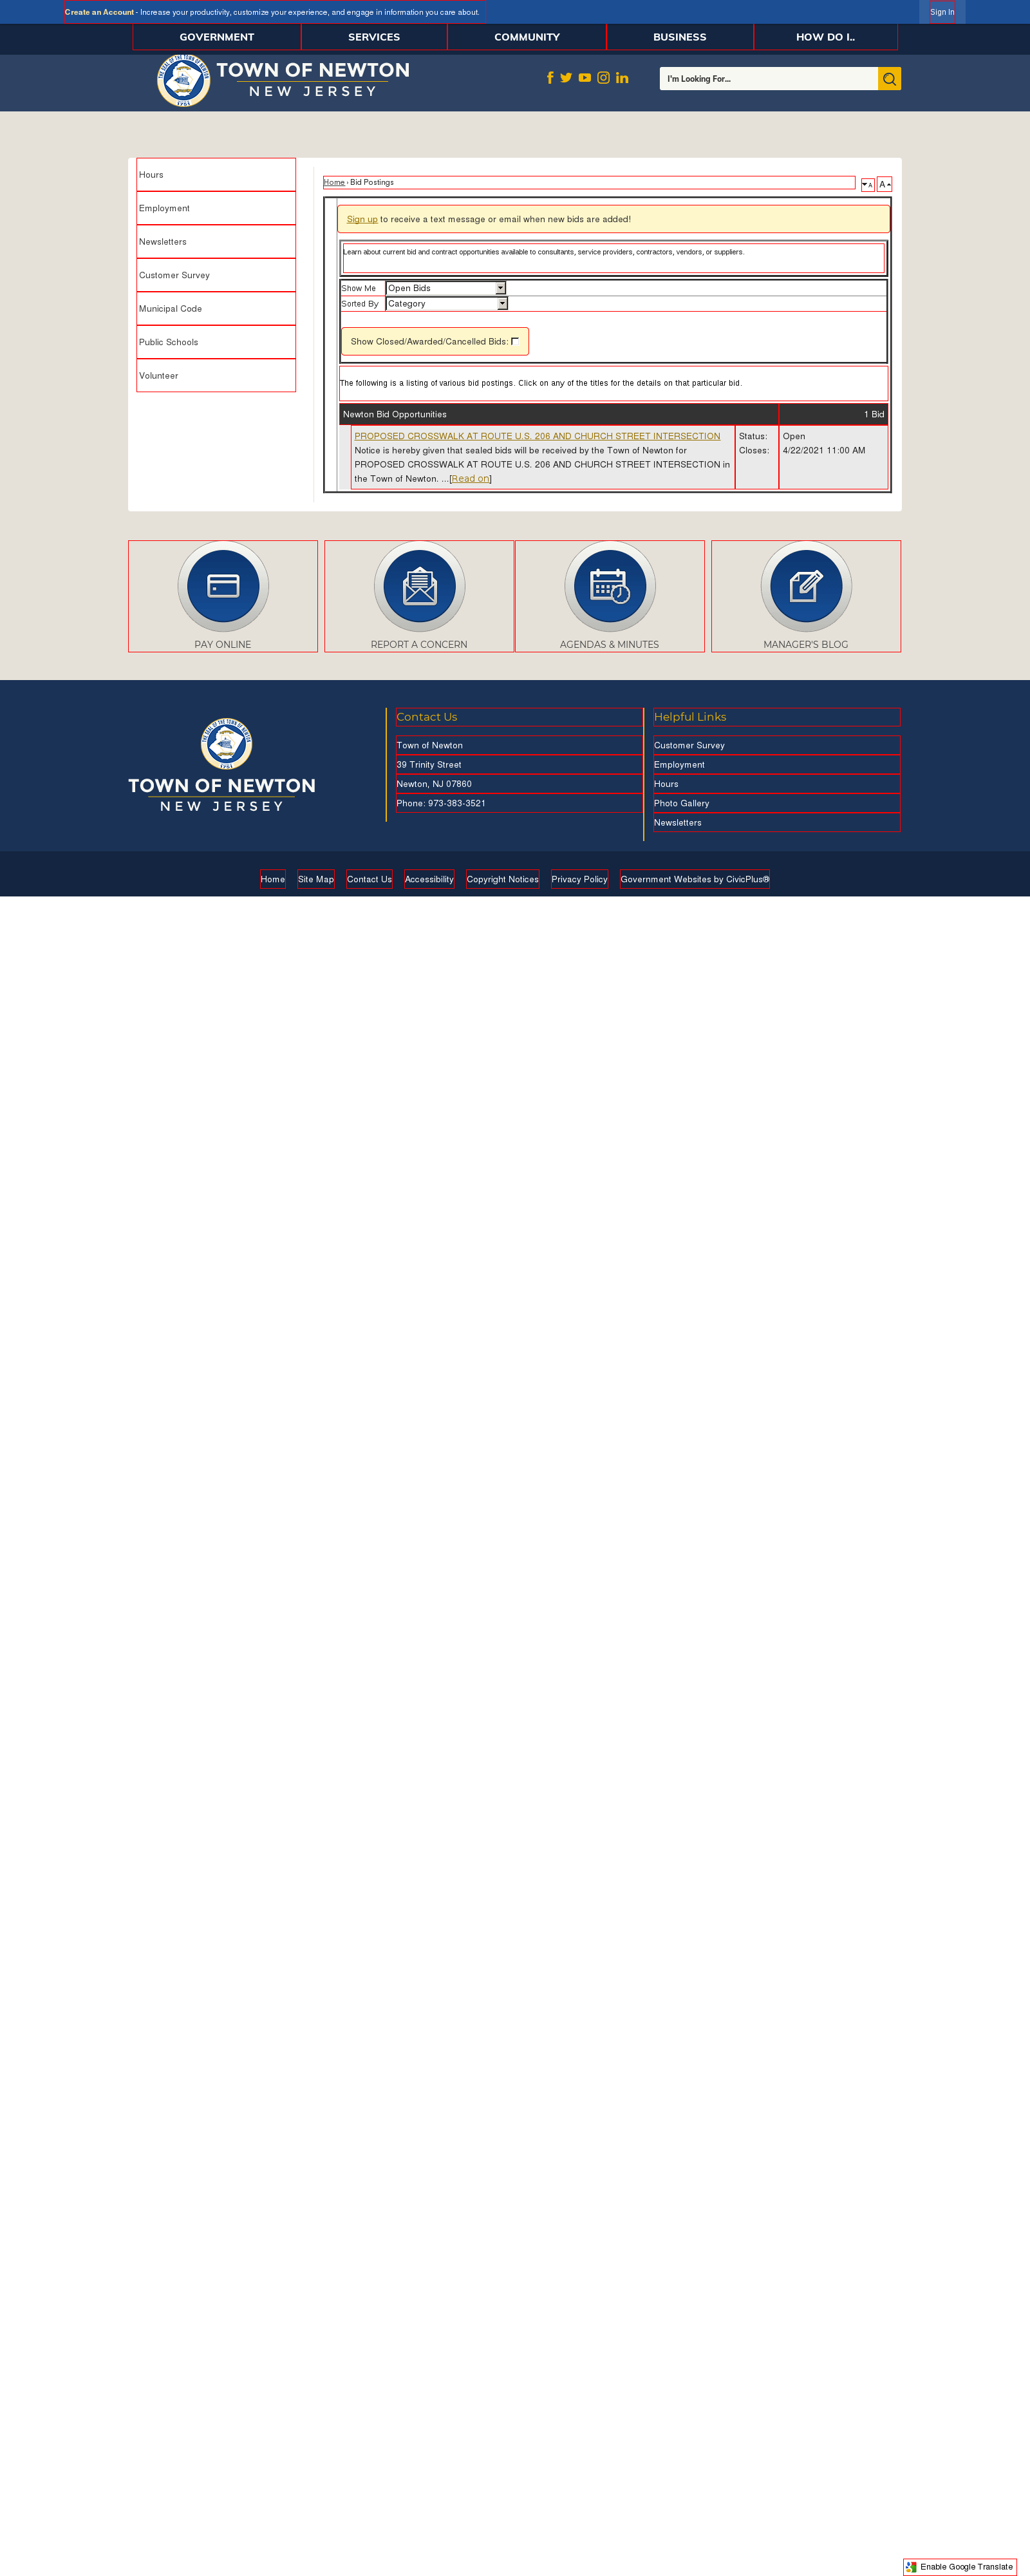 Create an Account - Increase your productivity, customize your experience, and engage in information you care about.
Sign In
GOVERNMENT
SERVICES
COMMUNITY
BUSINESS
HOW DO I..
TOWN OF NEWTON
NEW JERSEY
I'm Looking For...
Hours
Employment
Newsletters
Customer Survey
Municipal Code
Public Schools
Volunteer
Home › Bid Postings
A
A
Sign up to receive a text message or email when new bids are added!
Learn about current bid and contract opportunities available to consultants, service providers, contractors, vendors, or suppliers.
Show Me
Open Bids
Sorted By
Category
Show Closed/Awarded/Cancelled Bids:
The following is a listing of various bid postings. Click on any of the titles for the details on that particular bid.
Newton Bid Opportunities
1 Bid
PROPOSED CROSSWALK AT ROUTE U.S. 206 AND CHURCH STREET INTERSECTION
Notice is hereby given that sealed bids will be received by the Town of Newton for
PROPOSED CROSSWALK AT ROUTE U.S. 206 AND CHURCH STREET INTERSECTION in
the Town of Newton. ...[Read on]
Status:
Closes:
Open
4/22/2021 11:00 AM
PAY ONLINE
REPORT A CONCERN
AGENDAS & MINUTES
MANAGER'S BLOG
TOWN OF NEWTON
NEW JERSEY
Contact Us
Town of Newton
39 Trinity Street
Newton, NJ 07860
Phone: 973-383-3521
Helpful Links
Customer Survey
Employment
Hours
Photo Gallery
Newsletters
Home
Site Map
Contact Us
Accessibility
Copyright Notices
Privacy Policy
Government Websites by CivicPlus®
Enable Google Translate